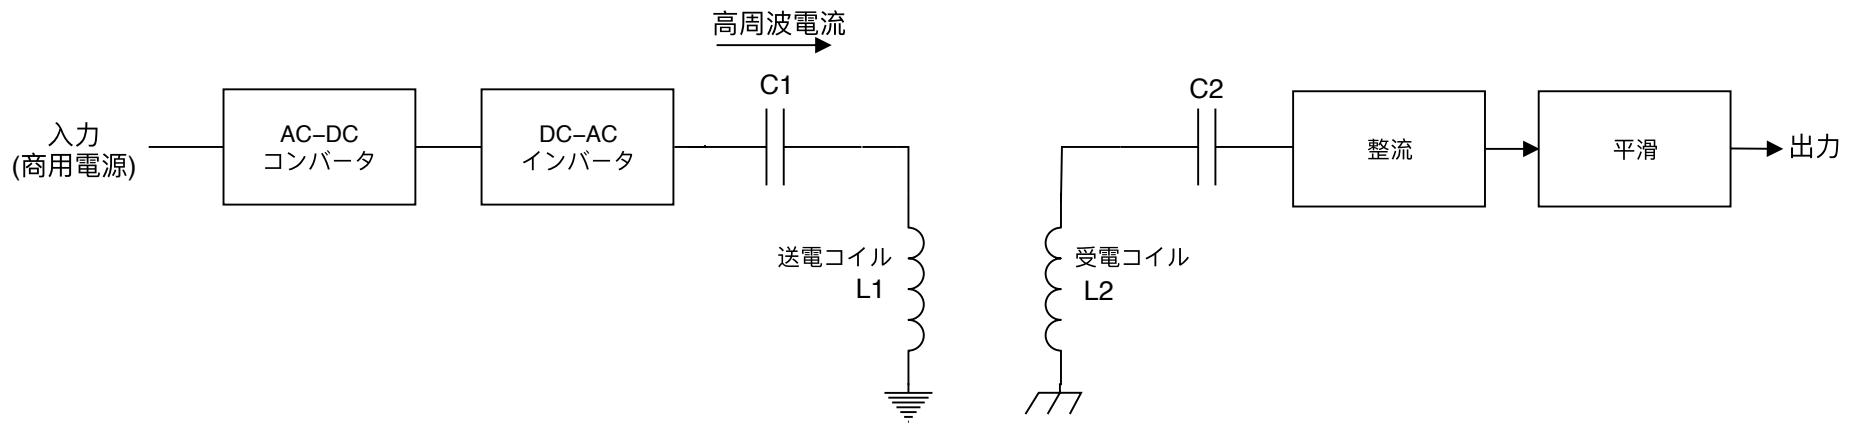 高周波電流
C1
C2
入力
(商用電源)
AC−DC
コンバータ
DC−AC
インバータ
整流
平滑
出力
送電コイル
L1
受電コイル
L2